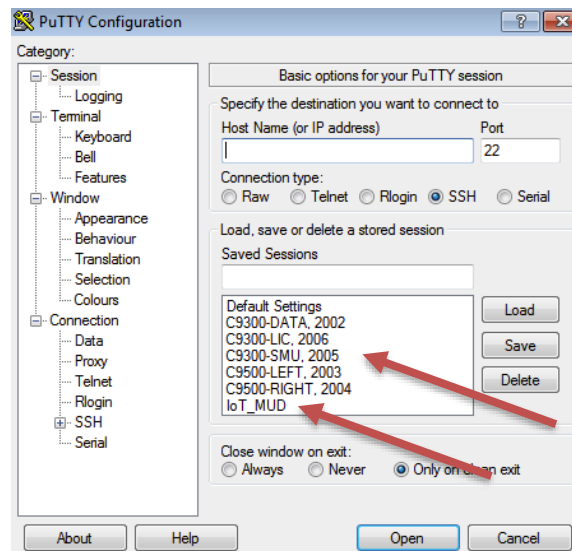 PuTTY Configuration
Category:
Session
Logging
Terminal
Keyboard
Bell
Features
Window
Appearance
Behaviour
Translation
Selection
Colours
Connection
Data
Proxy
Telnet
Rlogin
SSH
Serial
Basic options for your PuTTY session
Specify the destination you want to connect to
Host Name (or IP address) Port
22
Connection type:
Raw Telnet Rlogin SSH Serial
Load, save or delete a stored session
Saved Sessions
Default Settings
C9300-DATA, 2002
C9300-LIC, 2006
C9300-SMU, 2005
C9500-LEFT, 2003
C9500-RIGHT, 2004
IoT_MUD
Load
Save
Delete
Close window on exit:
Always Never Only on clean exit
About Help Open Cancel